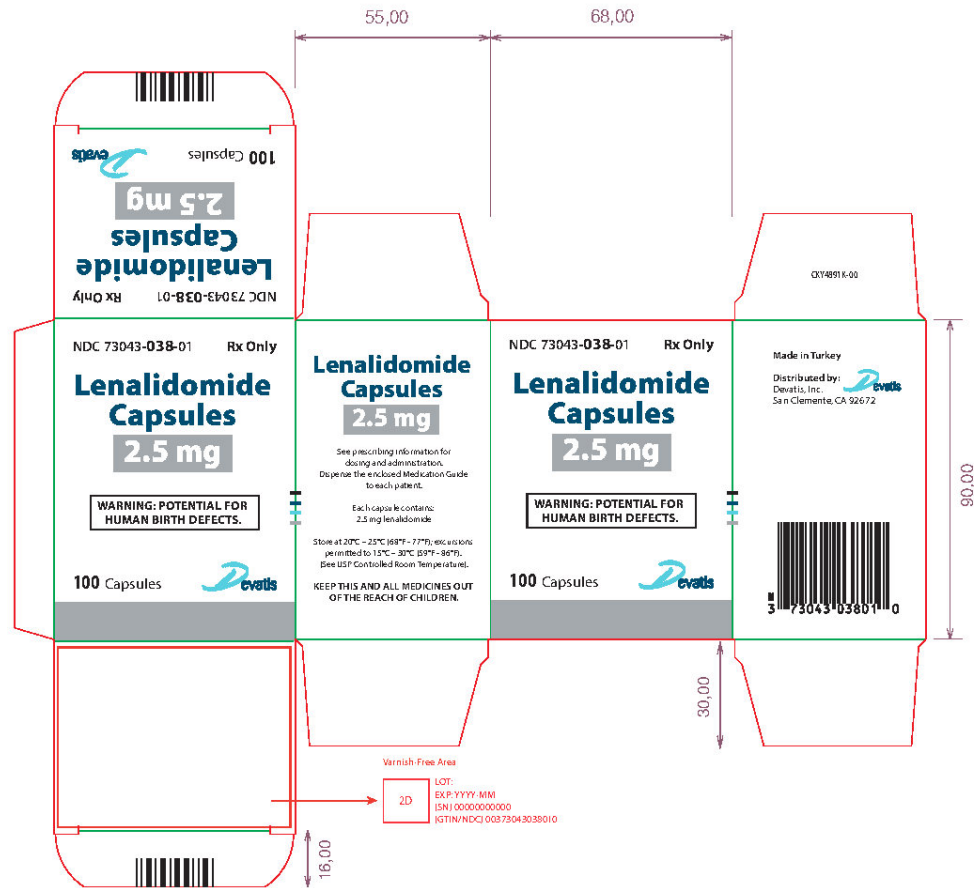 55,00
68,00
100 Capsules
Devatis
2.5 mg
Lenalidomide
Capsules
NDC 73043-038-01 Rx Only
CKY4891K-00
NDC 73043-038-01 Rx Only
Lenalidomide
Capsules
2.5 mg
WARNING: POTENTIAL FOR
HUMAN BIRTH DEFECTS.
100 Capsules
Devatis
Lenalidomide
Capsules
2.5 mg
See prescribing information for
dosing and administration.
Dispense the enclosed Medication Guide
to each patient.
Each capsule contains:
2.5 mg lenalidomide
Store at 20°C – 25°C (68°F - 77°F); excursions
permitted to 15°C – 30°C (59°F - 86°F).
[See USP Controlled Room Temperature].
KEEP THIS AND ALL MEDICINES OUT
OF THE REACH OF CHILDREN.
NDC 73043-038-01 Rx Only
Lenalidomide
Capsules
2.5 mg
WARNING: POTENTIAL FOR
HUMAN BIRTH DEFECTS.
100 Capsules
Devatis
Made in Turkey
Distributed by:
Devatis, Inc.
San Clemente, CA 92672
Devatis
3 73043 03801 0
90,00
30,00
Varnish-Free Area
2D
LOT:
EXP: YYYY-MM
[SN] 00000000000
[GTIN/NDC] 00373043038010
16,00